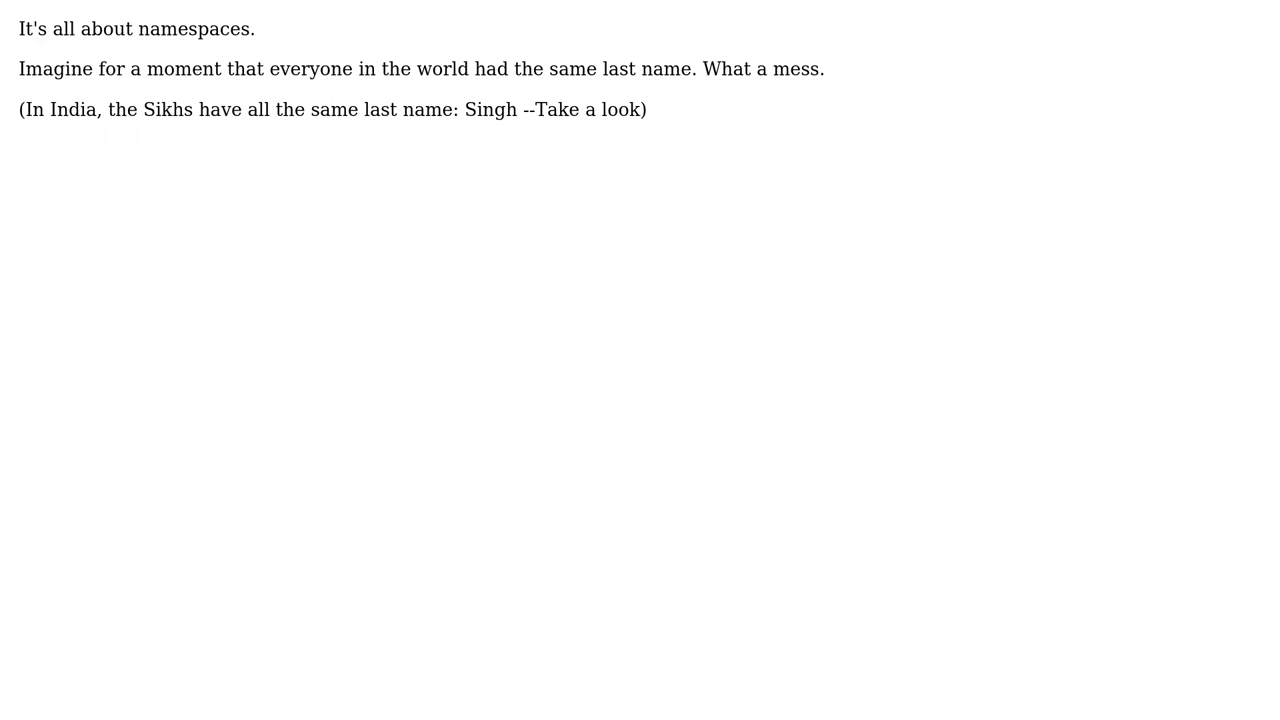 It's all about namespaces.
Imagine for a moment that everyone in the world had the same last name. What a mess.
(In India, the Sikhs have all the same last name: Singh --Take a look)